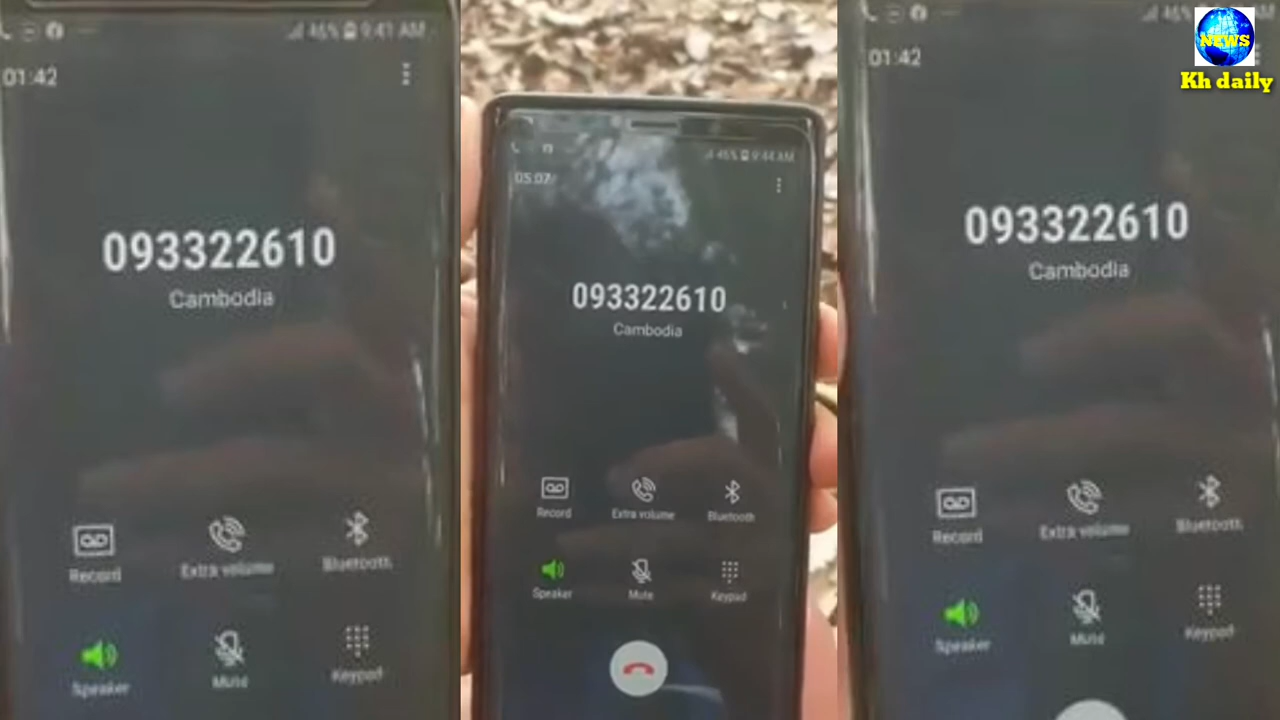 46% 9:41 AM
01:42
093322610
Cambodia
Record
Extra volume
Bluetooth
Speaker
Mute
Keypad
46% 9:44 AM
05:07
093322610
Cambodia
Record
Extra volume
Bluetooth
Speaker
Mute
Keypad
46%
01:42
093322610
Cambodia
Record
Extra volume
Bluetooth
Speaker
Mute
Keypad
NEWS
Kh daily